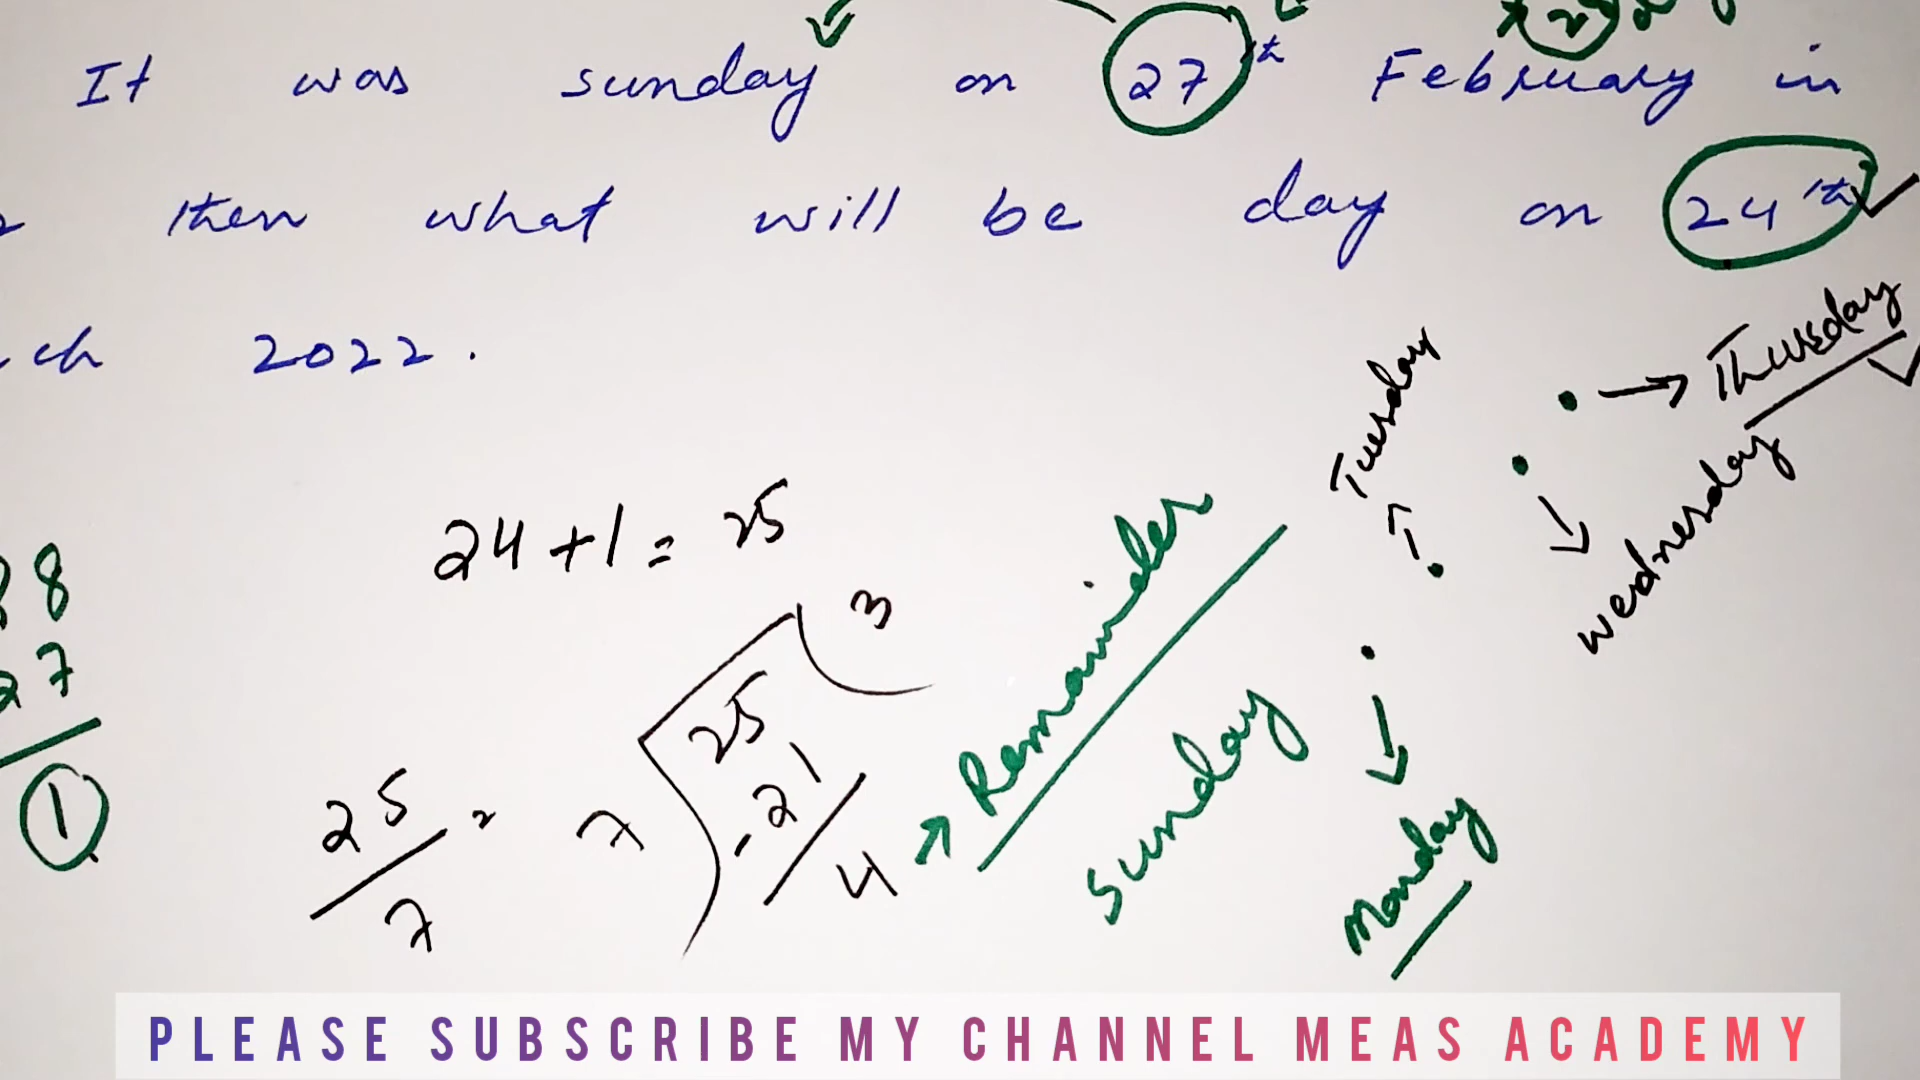 It was sunday on 27th February in
then what will be day on 24th
ch 2022.
Thusday
Tuesday
Wednesday
24+1=25
8
7
1
3
25
-21
4
7
25
7
=
Remainder
Sunday
Monday
PLEASE SUBSCRIBE MY CHANNEL MEAS ACADEMY